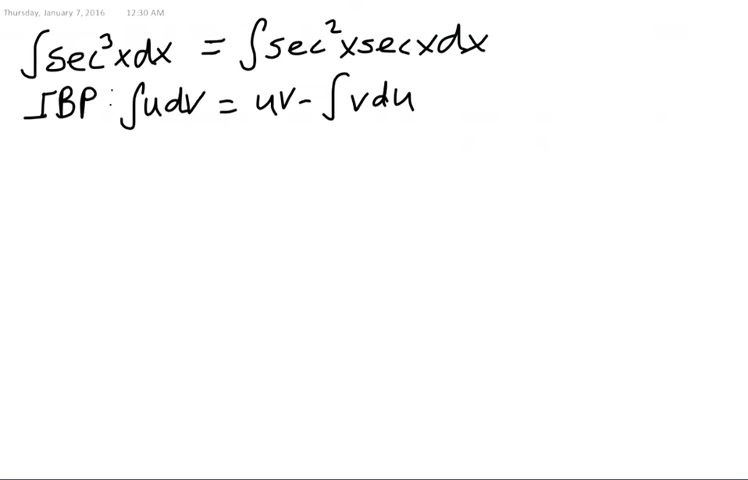 Thursday, January 7, 2016 12:30 AM
∫sec³xdx = ∫sec²xsecxdx
IBP: ∫udv = uv- ∫vdu